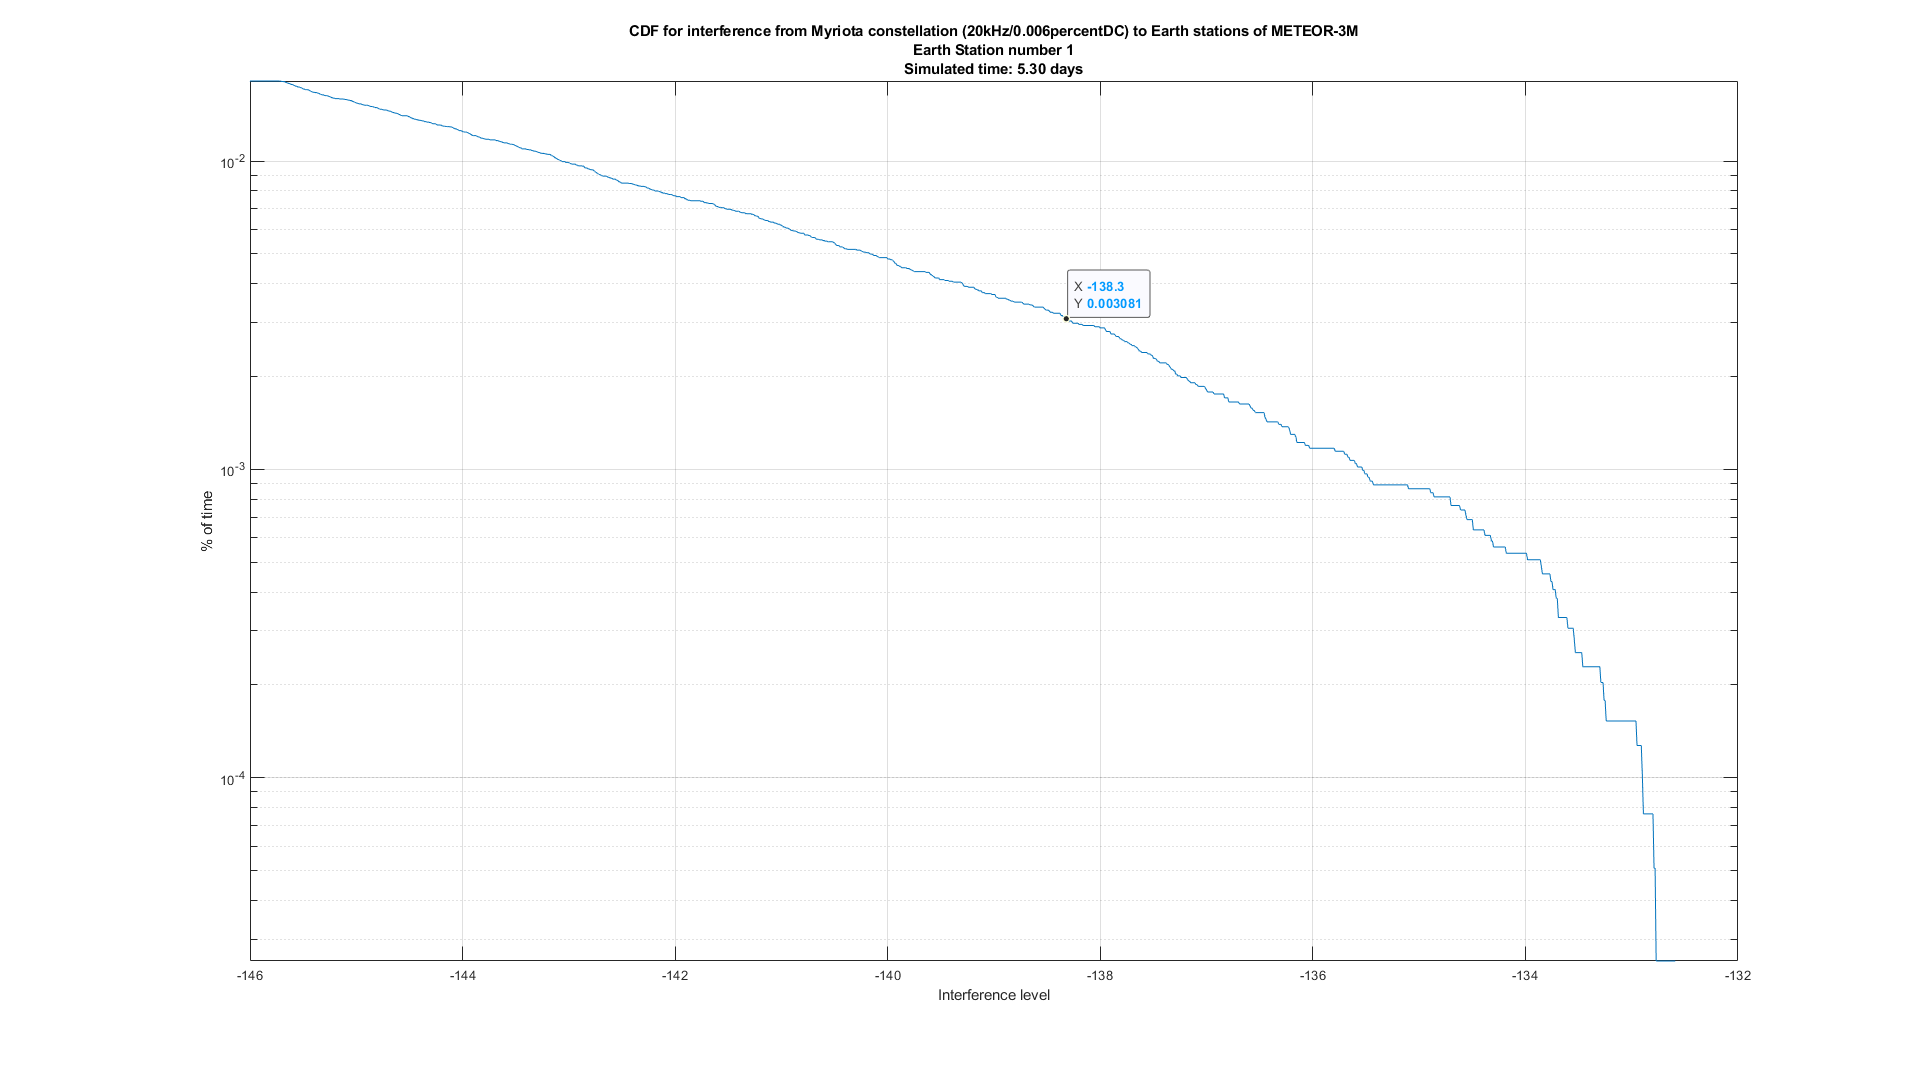 CDF for interference from Myriota constellation (20kHz/0.006percentDC) to Earth stations of METEOR-3M
Earth Station number 1
Simulated time: 5.30 days
10-2
10-3
10-4
% of time
X -138.3
Y 0.003081
-146
-144
-142
-140
-138
-136
-134
-132
Interference level